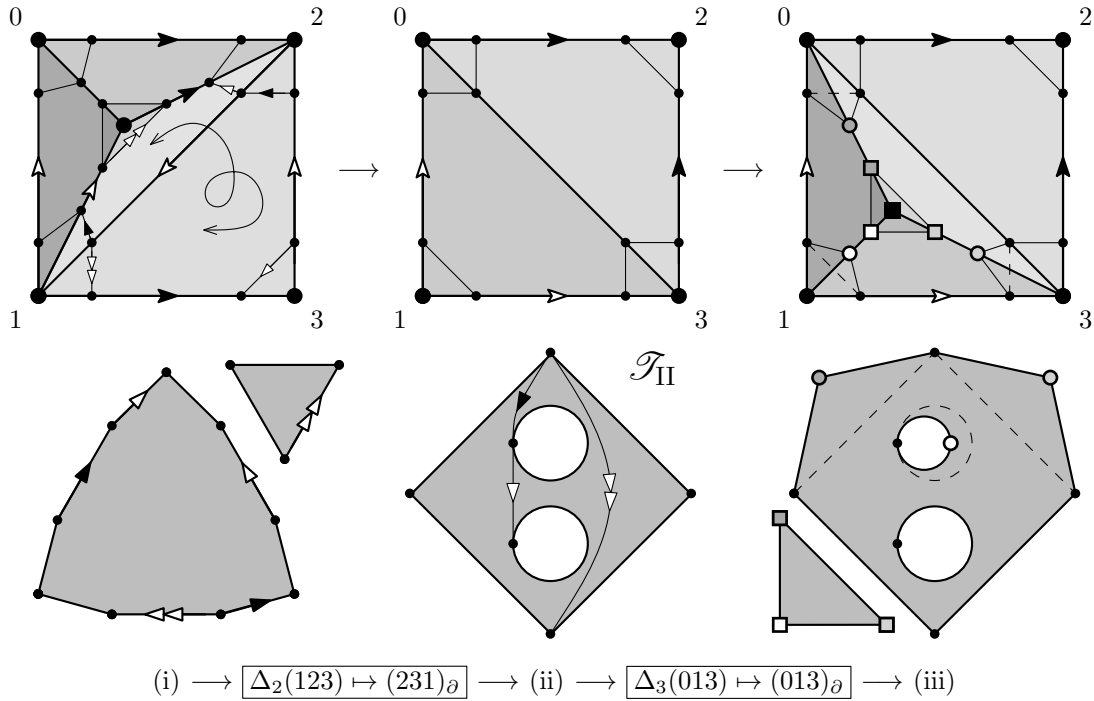 0 2 0 2 0 2
1 3 1 3 1 3
𝒯_II
(i) ⟶ Δ₂(123) ↦ (231)_∂ ⟶ (ii) ⟶ Δ₃(013) ↦ (013)_∂ ⟶ (iii)